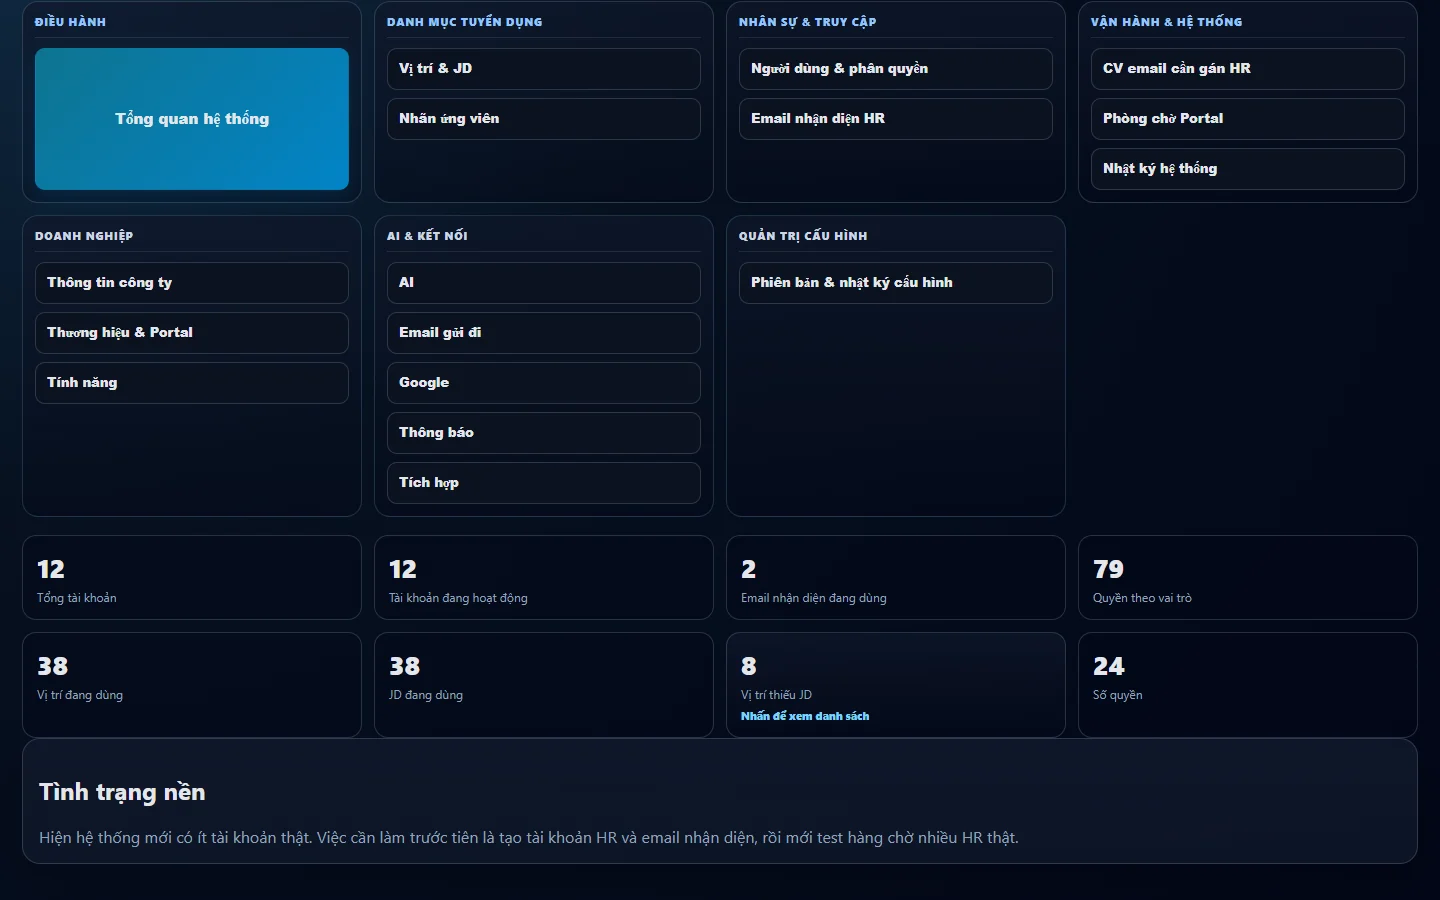 ĐIỀU HÀNH
Tổng quan hệ thống
DANH MỤC TUYỂN DỤNG
Vị trí & JD
Nhãn ứng viên
NHÂN SỰ & TRUY CẬP
Người dùng & phân quyền
Email nhận diện HR
VẬN HÀNH & HỆ THỐNG
CV email cần gán HR
Phòng chờ Portal
Nhật ký hệ thống
DOANH NGHIỆP
Thông tin công ty
Thương hiệu & Portal
Tính năng
AI & KẾT NỐI
AI
Email gửi đi
Google
Thông báo
Tích hợp
QUẢN TRỊ CẤU HÌNH
Phiên bản & nhật ký cấu hình
12
Tổng tài khoản
12
Tài khoản đang hoạt động
2
Email nhận diện đang dùng
79
Quyền theo vai trò
38
Vị trí đang dùng
38
JD đang dùng
8
Vị trí thiếu JD
Nhấn để xem danh sách
24
Số quyền
Tình trạng nền
Hiện hệ thống mới có ít tài khoản thật. Việc cần làm trước tiên là tạo tài khoản HR và email nhận diện, rồi mới test hàng chờ nhiều HR thật.